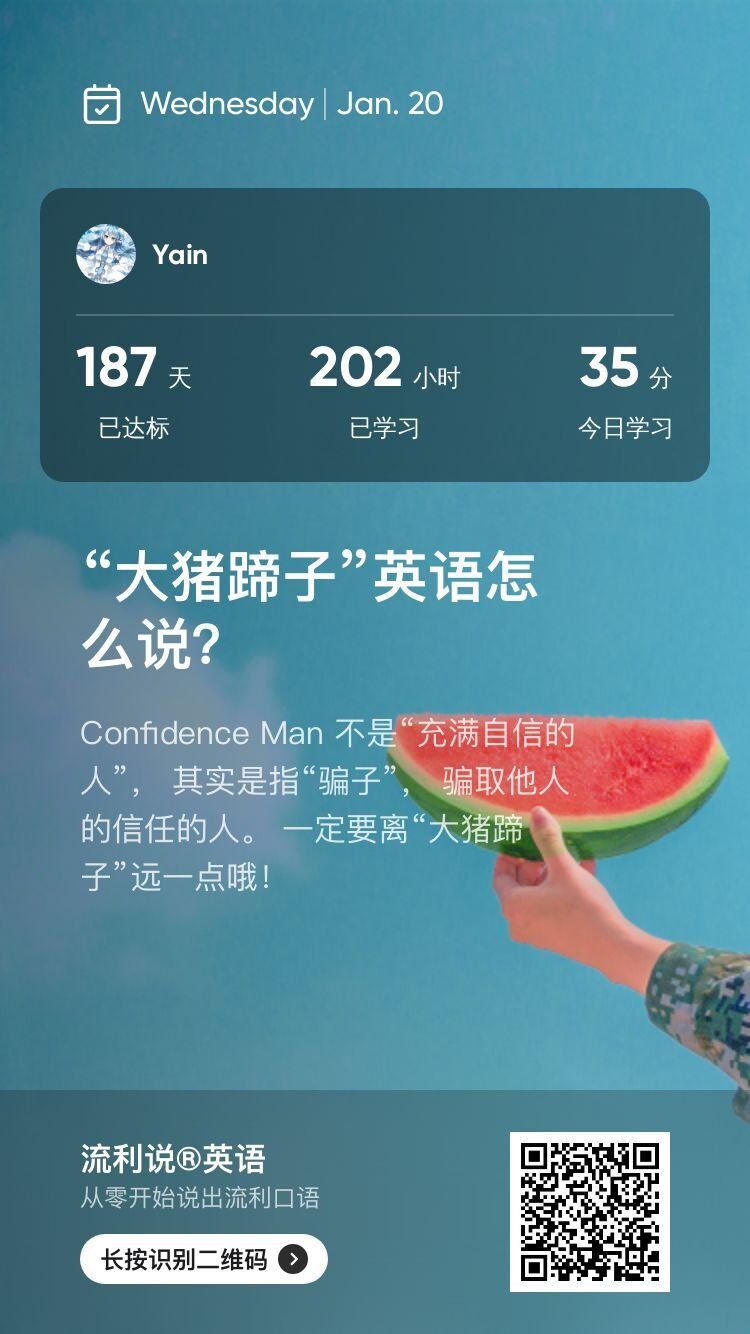 Wednesday | Jan. 20
Yain
187 天 202 小时 35 分
已达标 已学习 今日学习
“大猪蹄子”英语怎
么说?
Confidence Man 不是“充满自信的
人”， 其实是指“骗子”， 骗取他人
的信任的人。 一定要离“大猪蹄
子”远一点哦！
流利说®英语
从零开始说出流利口语
长按识别二维码